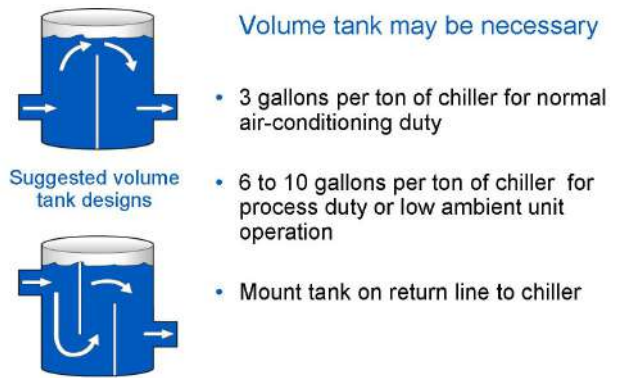 Volume tank may be necessary
• 3 gallons per ton of chiller for normal
air-conditioning duty
Suggested volume
tank designs
• 6 to 10 gallons per ton of chiller for
process duty or low ambient unit
operation
• Mount tank on return line to chiller